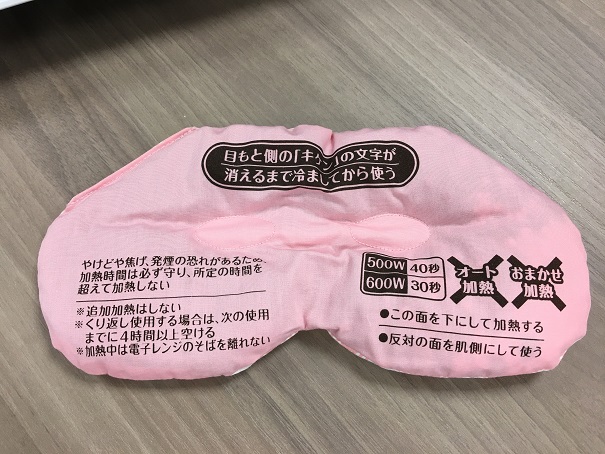 目もと側の「キケン」の文字が
消えるまで冷ましてから使う
やけどや焦げ、発煙の恐れがあるため
加熱時間は必ず守り、所定の時間を
超えて加熱しない
※追加加熱はしない
※くり返し使用する場合は、次の使用
までに4時間以上空ける
※加熱中は電子レンジのそばを離れない
500W 40秒
600W 30秒
オート
加熱
おまかせ
加熱
●この面を下にして加熱する
●反対の面を肌側にして使う